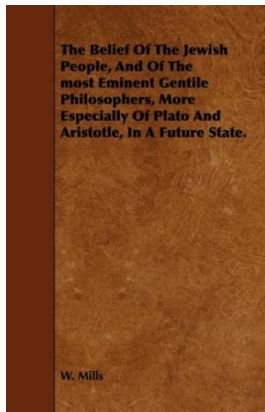 The Belief Of The Jewish
People, And Of The
most Eminent Gentile
Philosophers, More
Especially Of Plato And
Aristotle, In A Future State.
W. Mills